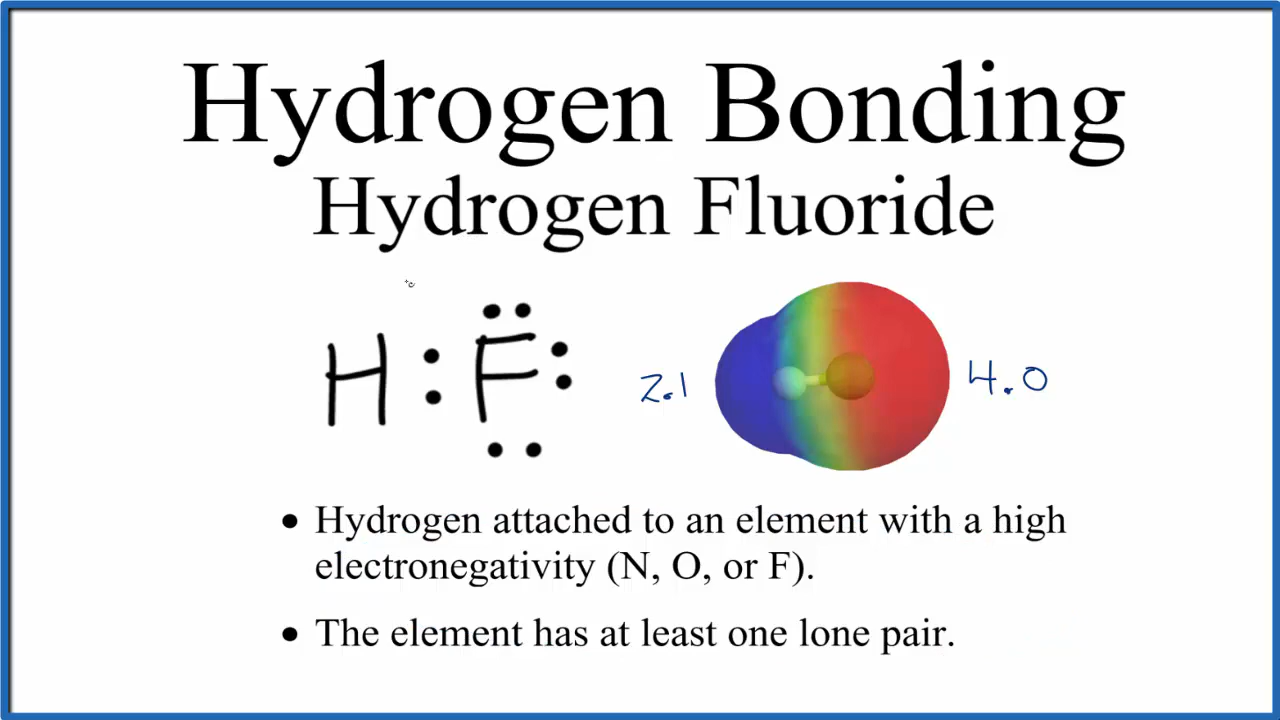 Hydrogen Bonding
Hydrogen Fluoride
H : F
2.1
4.0
• Hydrogen attached to an element with a high
electronegativity (N, O, or F).
• The element has at least one lone pair.